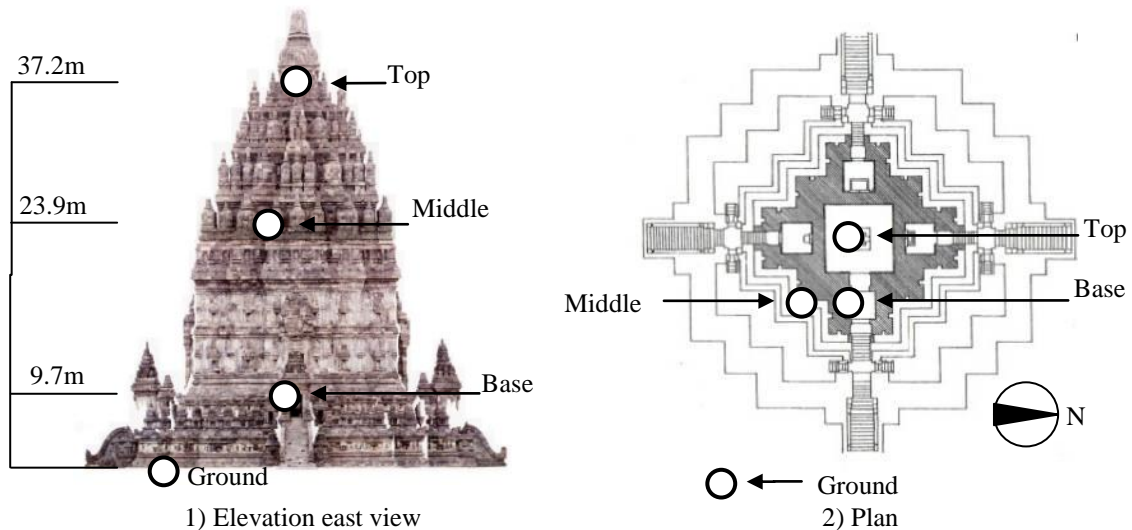 37.2m
Top
23.9m
Middle
9.7m
Base
Ground
1) Elevation east view
Top
Middle
Base
N
Ground
2) Plan